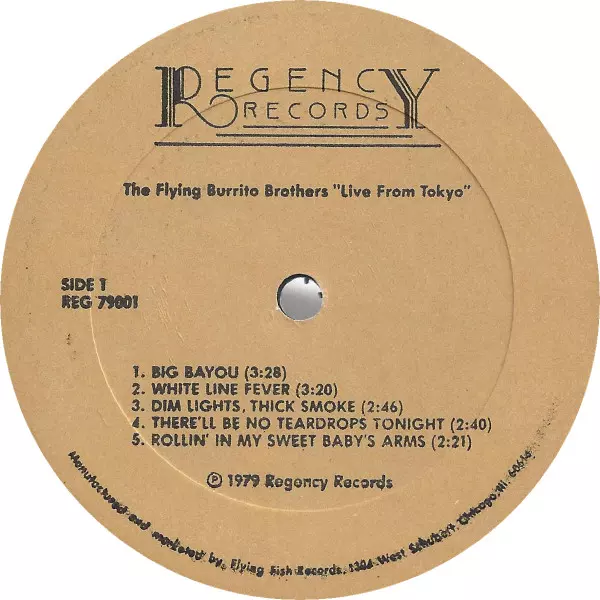 REGENCY
RECORDS
The Flying Burrito Brothers "Live From Tokyo"
SIDE 1
REG 79001
1. BIG BAYOU (3:28)
2. WHITE LINE FEVER (3:20)
3. DIM LIGHTS, THICK SMOKE (2:46)
4. THERE'LL BE NO TEARDROPS TONIGHT (2:40)
5. ROLLIN' IN MY SWEET BABY'S ARMS (2:21)
Ⓟ 1979 Regency Records
Manufactured and marketed by, Flying Fish Records, 1304 West Schubert, Chicago, Ill. 60614